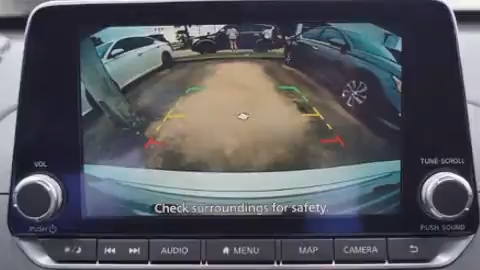 Check surroundings for safety.
VOL
PUSH
TUNE·SCROLL
PUSH SOUND
AUDIO
MENU
MAP
CAMERA